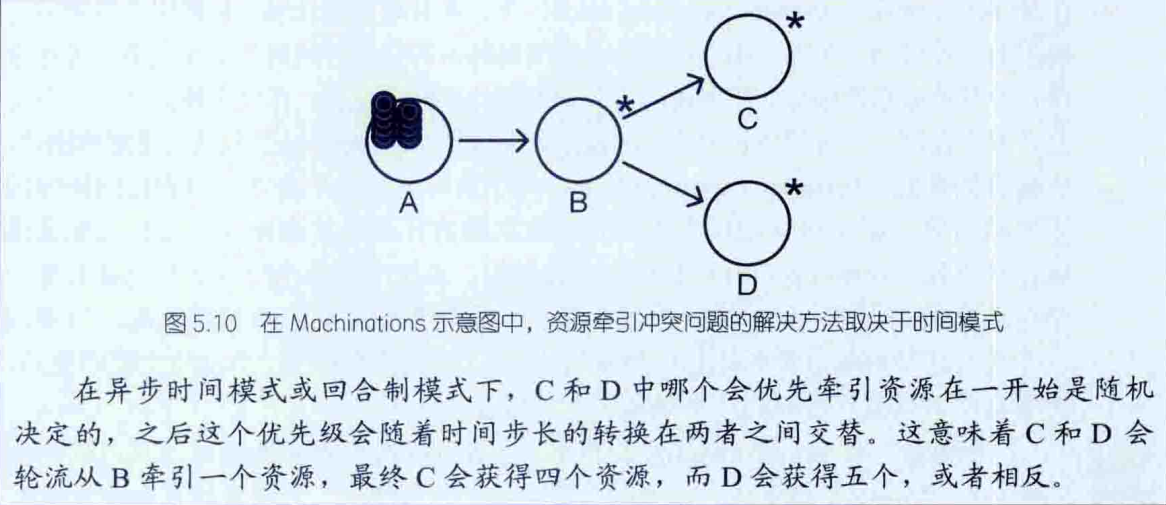 *
C
*
A
B
*
D
图 5.10 在 Machinations 示意图中，资源牵引冲突问题的解决方法取决于时间模式
在异步时间模式或回合制模式下，C 和 D 中哪个会优先牵引资源在一开始是随机
决定的，之后这个优先级会随着时间步长的转换在两者之间交替。这意味着 C 和 D 会
轮流从 B 牵引一个资源，最终 C 会获得四个资源，而 D 会获得五个，或者相反。